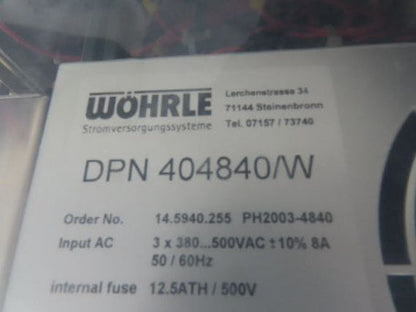 WÖHRLE
Stromversorgungssysteme
Lerchenstrasse 34
71144 Steinenbronn
Tel. 07157 / 73740
DPN 404840/W
Order No. 14.5940.255 PH2003-4840
Input AC 3 x 380...500VAC ±10% 8A
50 / 60Hz
internal fuse 12.5ATH / 500V